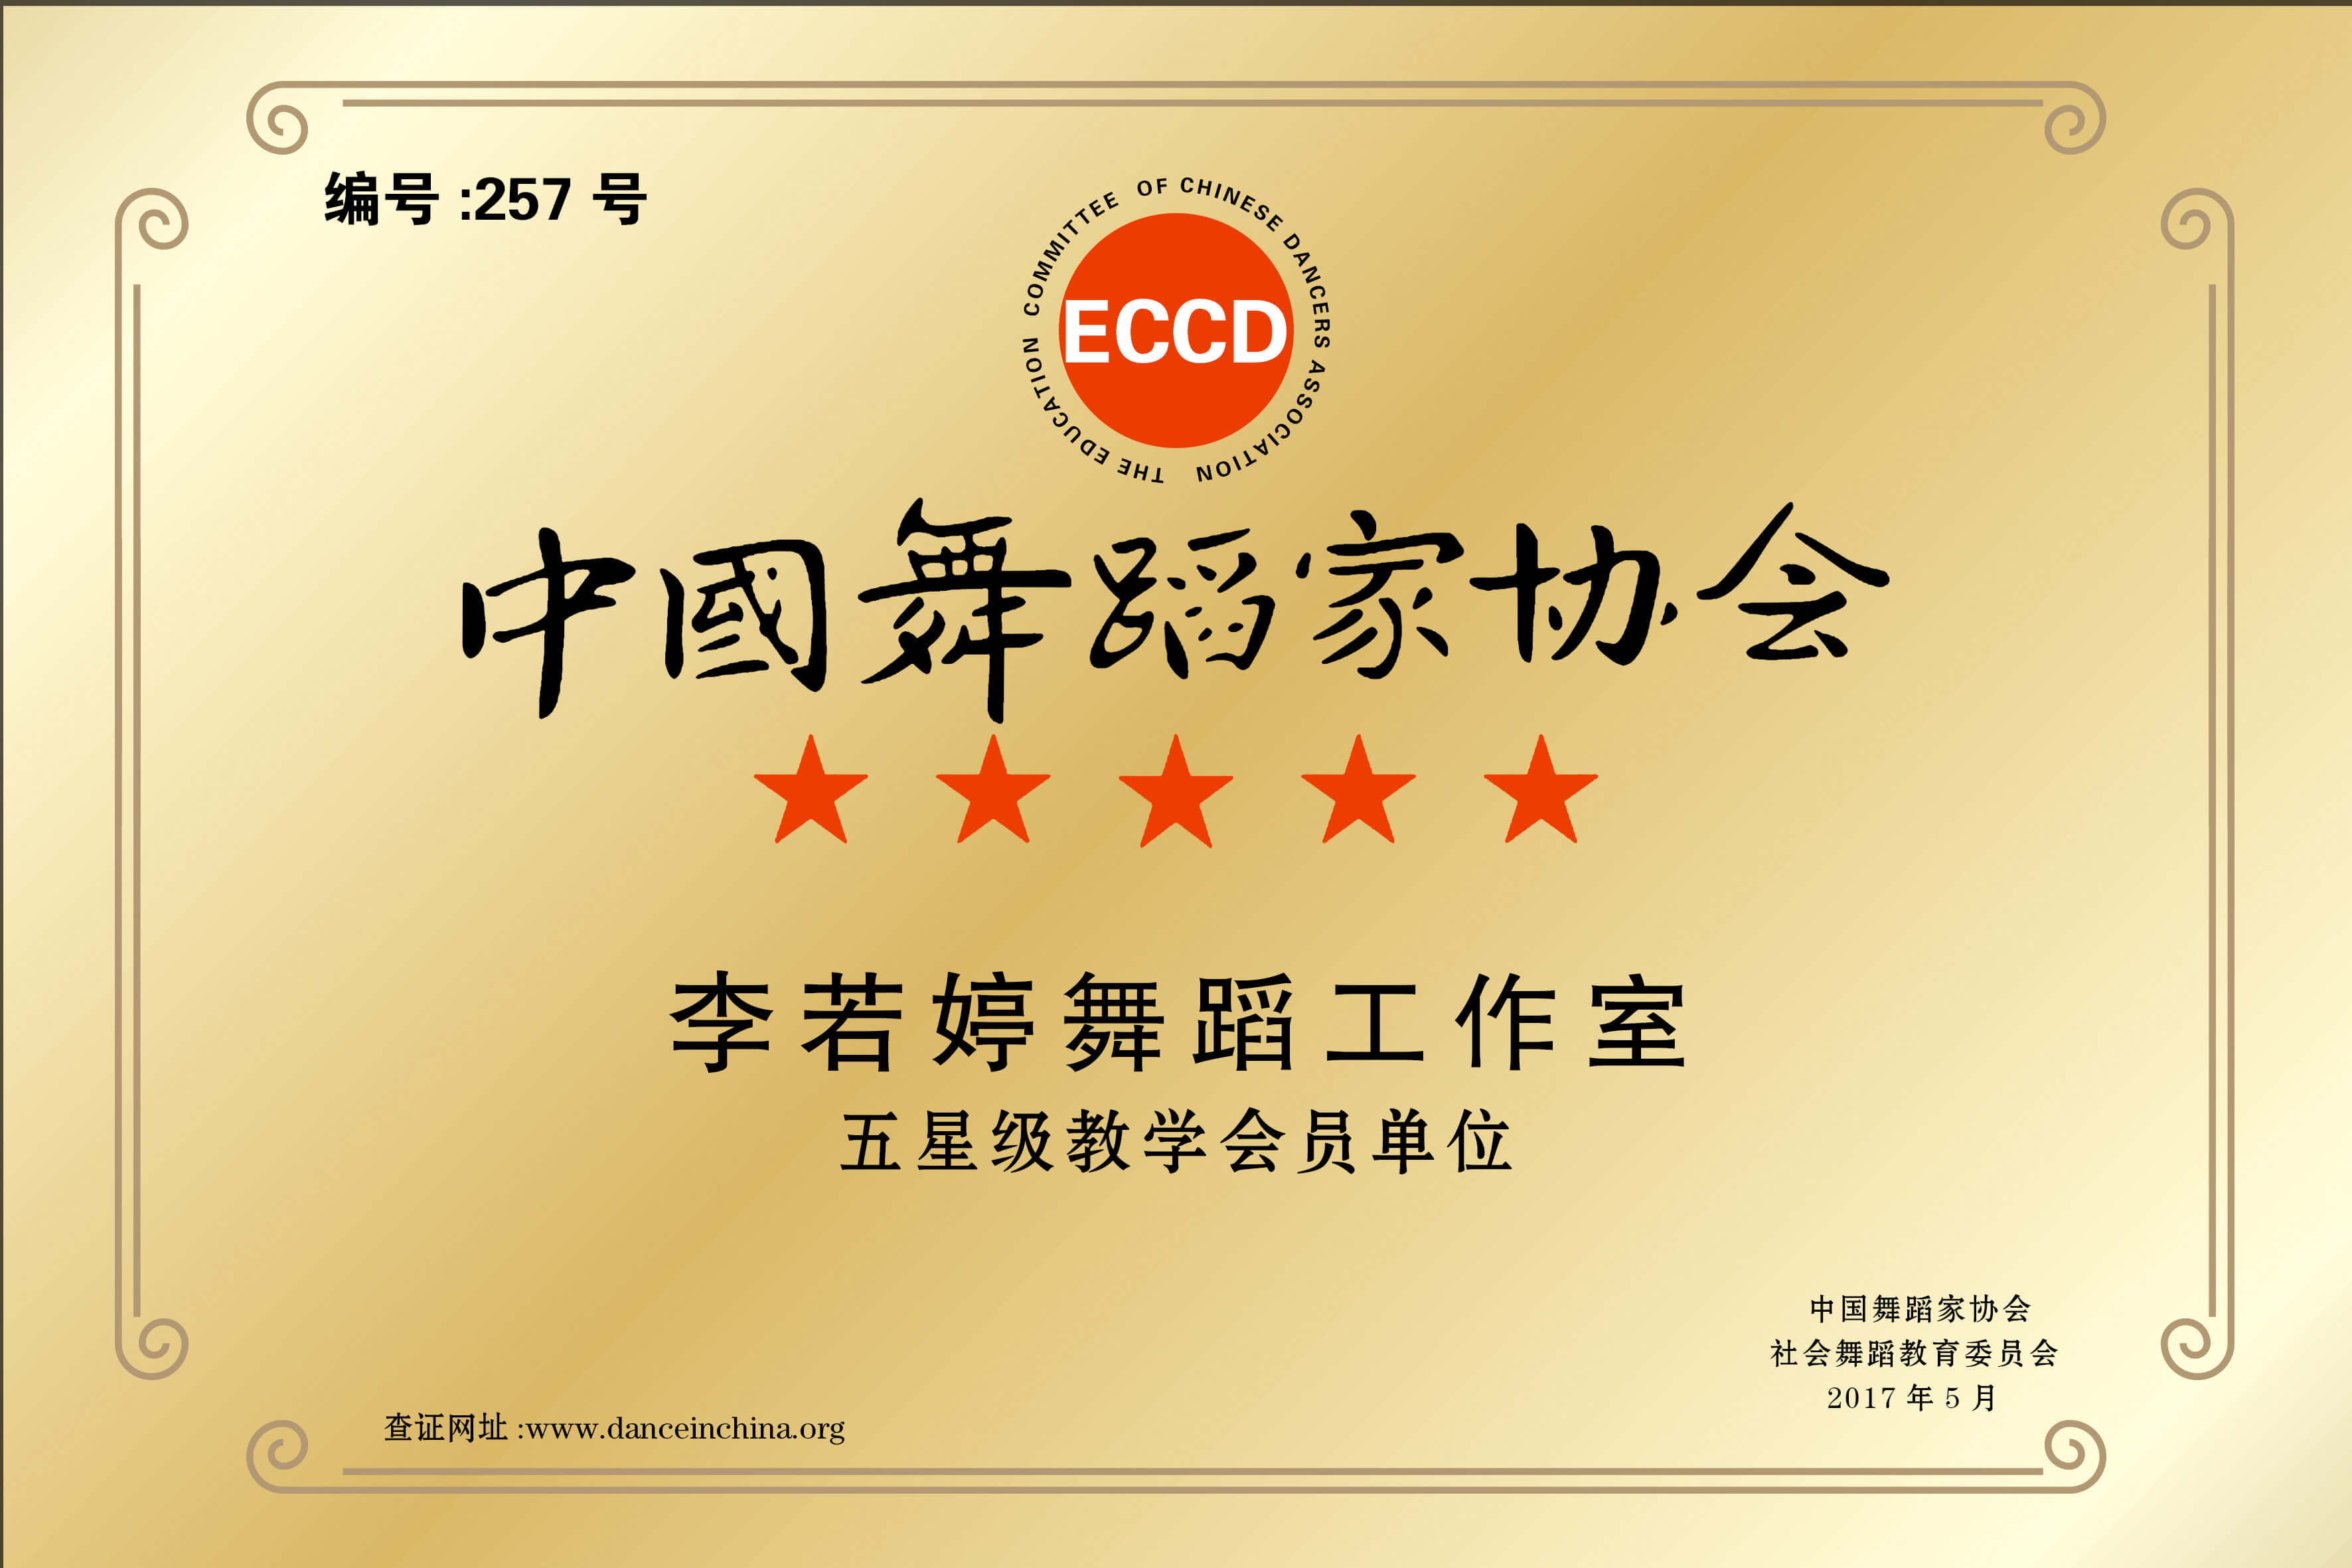 编号 :257 号
THE EDUCATION COMMITTEE OF CHINESE DANCERS ASSOCIATION
ECCD
中國舞蹈家协会
李若婷舞蹈工作室
五星级教学会员单位
中国舞蹈家协会
社会舞蹈教育委员会
2017 年 5 月
查证网址 :www.danceinchina.org